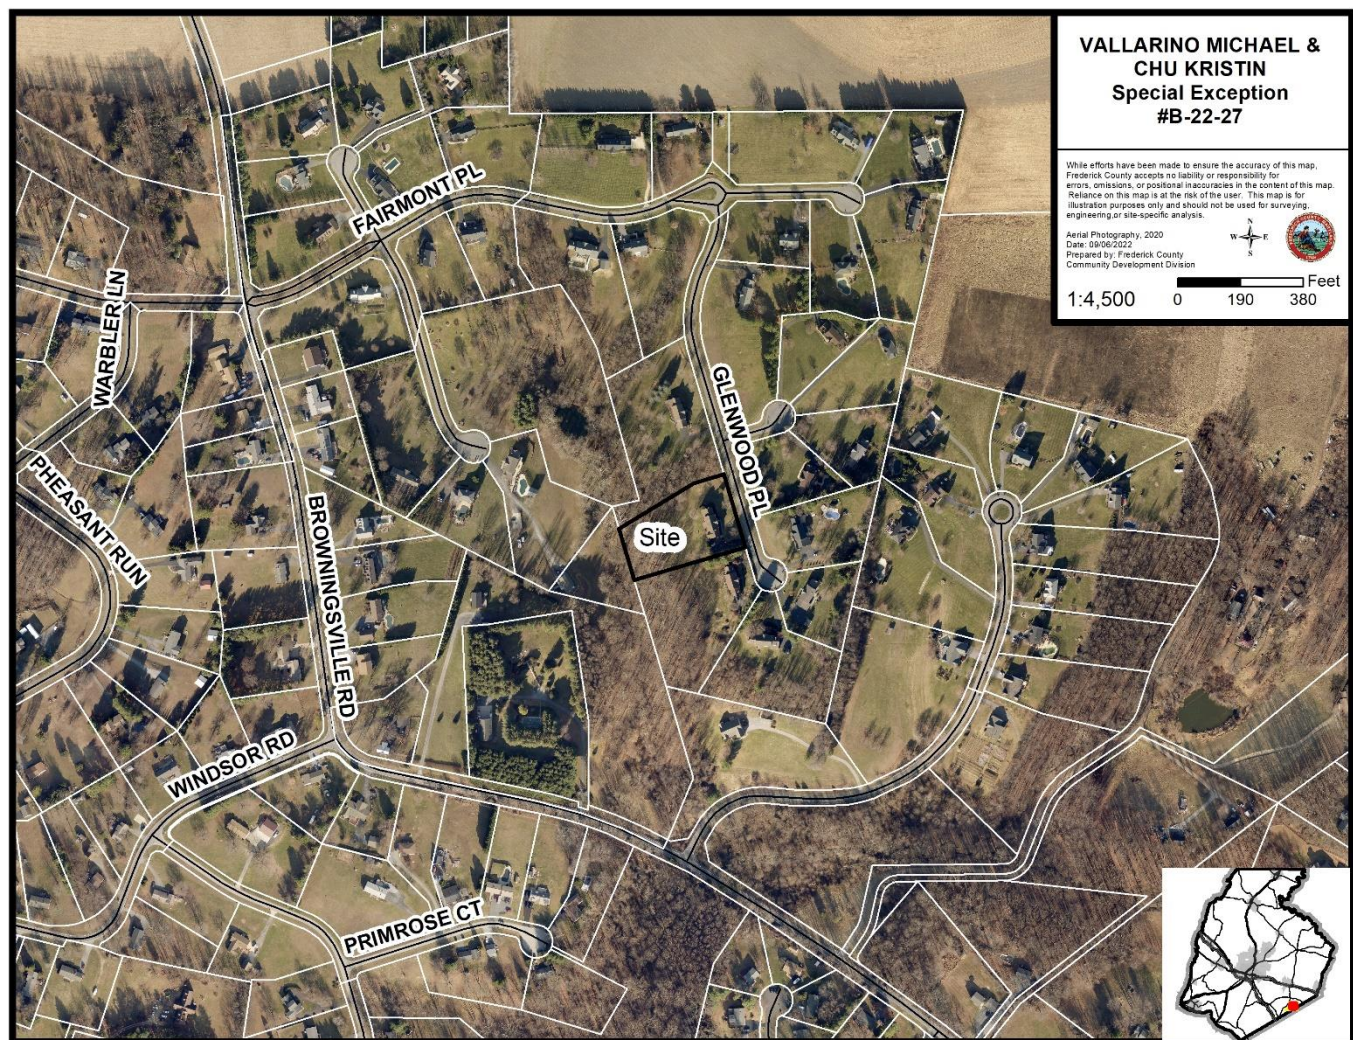 VALLARINO MICHAEL &
CHU KRISTIN
Special Exception
#B-22-27
While efforts have been made to ensure the accuracy of this map,
Frederick County accepts no liability or responsibility for
errors, omissions, or positional inaccuracies in the content of this map.
Reliance on this map is at the risk of the user. This map is for
illustration purposes only and should not be used for surveying,
engineering,or site-specific analysis.
Aerial Photography, 2020
Date: 09/06/2022
Prepared by: Frederick County
Community Development Division
N
W E
S
1:4,500
Feet
0 190 380
FAIRMONT PL
WARBLER LN
GLENWOOD PL
PHEASANT RUN
BROWNINGSVILLE RD
Site
WINDSOR RD
PRIMROSE CT